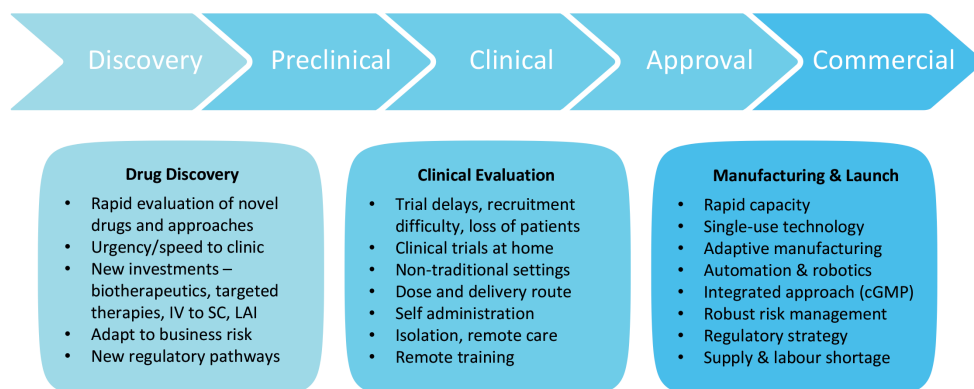 Discovery
Preclinical
Clinical
Approval
Commercial
Drug Discovery
• Rapid evaluation of novel
drugs and approaches
• Urgency/speed to clinic
• New investments –
biotherapeutics, targeted
therapies, IV to SC, LAI
• Adapt to business risk
• New regulatory pathways
Clinical Evaluation
• Trial delays, recruitment
difficulty, loss of patients
• Clinical trials at home
• Non-traditional settings
• Dose and delivery route
• Self administration
• Isolation, remote care
• Remote training
Manufacturing & Launch
• Rapid capacity
• Single-use technology
• Adaptive manufacturing
• Automation & robotics
• Integrated approach (cGMP)
• Robust risk management
• Regulatory strategy
• Supply & labour shortage